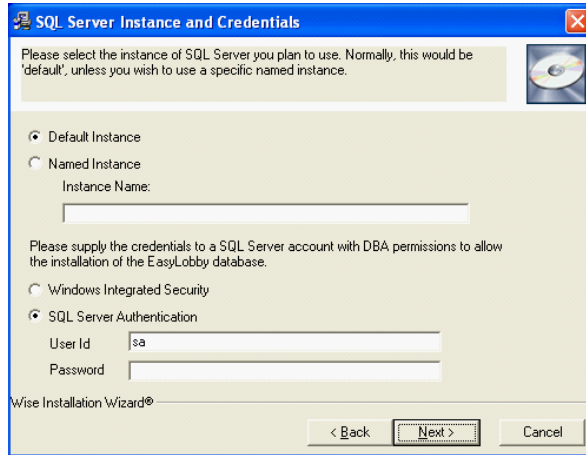 SQL Server Instance and Credentials
Please select the instance of SQL Server you plan to use. Normally, this would be
'default', unless you wish to use a specific named instance.
Default Instance
Named Instance
Instance Name:
Please supply the credentials to a SQL Server account with DBA permissions to allow
the installation of the EasyLobby database.
Windows Integrated Security
SQL Server Authentication
User Id sa
Password
Wise Installation Wizard®
< Back Next > Cancel